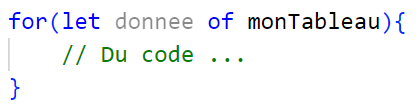 for(let donnee of monTableau){
    // Du code ...
}